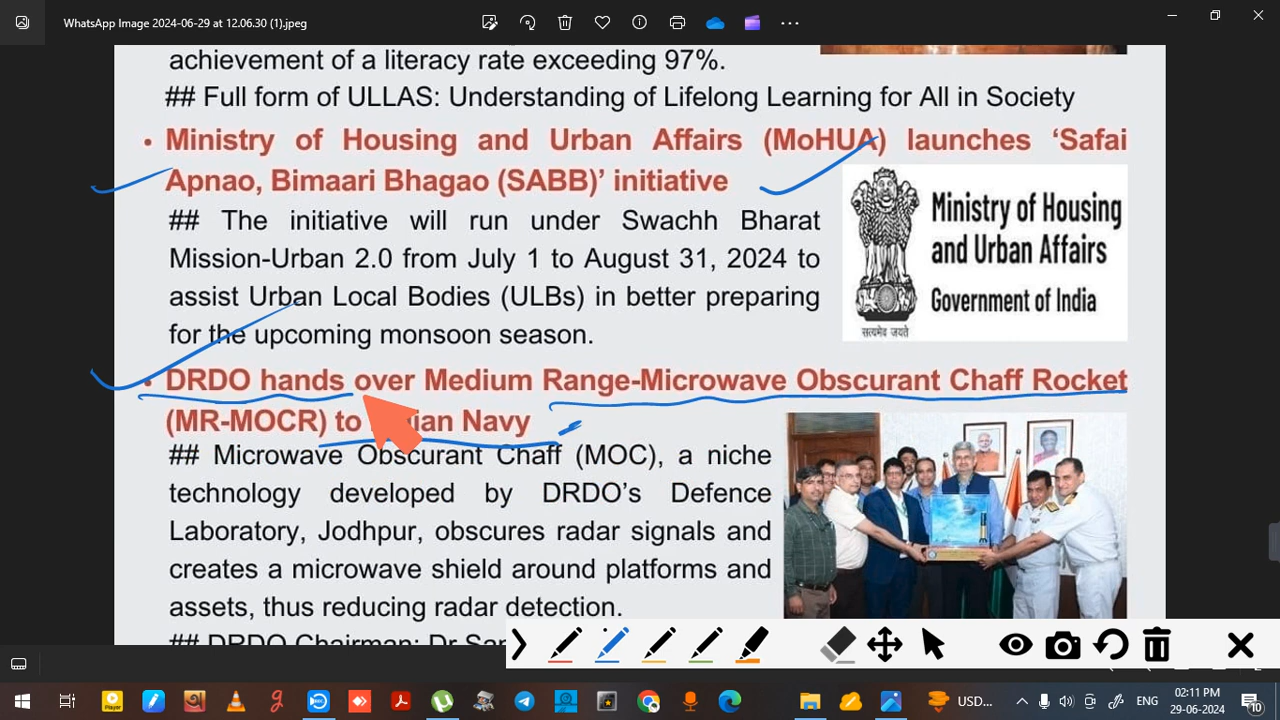 WhatsApp Image 2024-06-29 at 12.06.30 (1).jpeg
achievement of a literacy rate exceeding 97%.
## Full form of ULLAS: Understanding of Lifelong Learning for All in Society
• Ministry of Housing and Urban Affairs (MoHUA) launches ‘Safai
Apnao, Bimaari Bhagao (SABB)’ initiative
## The initiative will run under Swachh Bharat
Mission-Urban 2.0 from July 1 to August 31, 2024 to
assist Urban Local Bodies (ULBs) in better preparing
for the upcoming monsoon season.
Ministry of Housing
and Urban Affairs
Government of India
सत्यमेव जयते
• DRDO hands over Medium Range-Microwave Obscurant Chaff Rocket
(MR-MOCR) to Navy
## Microwave Obscurant Chaff (MOC), a niche
technology developed by DRDO’s Defence
Laboratory, Jodhpur, obscures radar signals and
creates a microwave shield around platforms and
assets, thus reducing radar detection.
## DRDO Chairman: Dr
Player
USD...
ENG
02:11 PM
29-06-2024
10